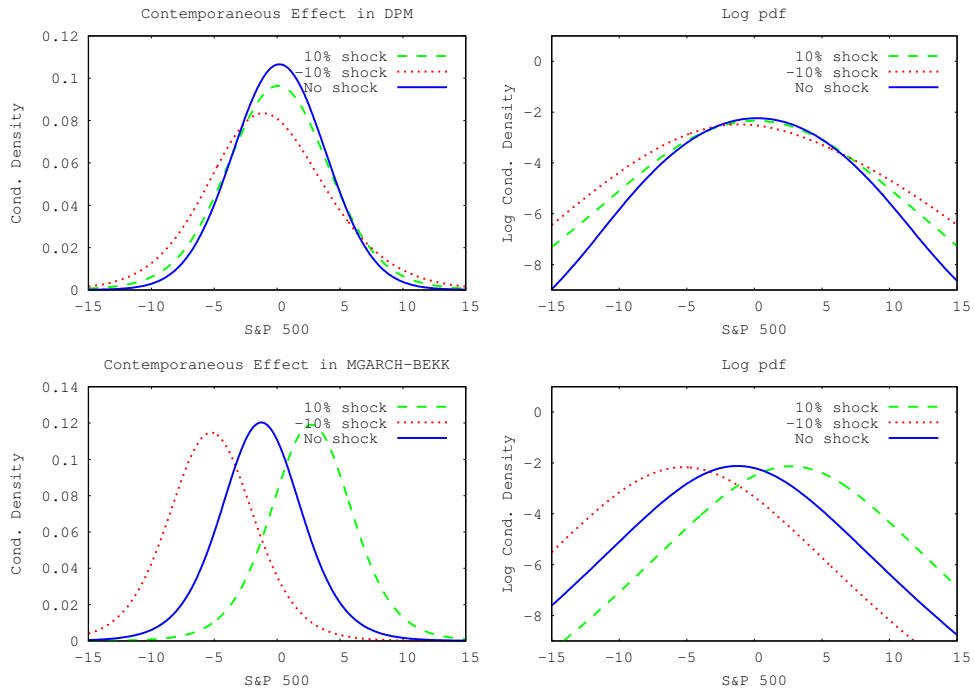 Contemporaneous Effect in DPM
0.12
0.1
0.08
0.06
0.04
0.02
0
Cond. Density
10% shock
-10% shock
No shock
-15 -10 -5 0 5 10 15
S&P 500
Log pdf
0
-2
-4
-6
-8
Log Cond. Density
10% shock
-10% shock
No shock
-15 -10 -5 0 5 10 15
S&P 500
Contemporaneous Effect in MGARCH-BEKK
0.14
0.12
0.1
0.08
0.06
0.04
0.02
0
Cond. Density
10% shock
-10% shock
No shock
-15 -10 -5 0 5 10 15
S&P 500
Log pdf
0
-2
-4
-6
-8
Log Cond. Density
10% shock
-10% shock
No shock
-15 -10 -5 0 5 10 15
S&P 500